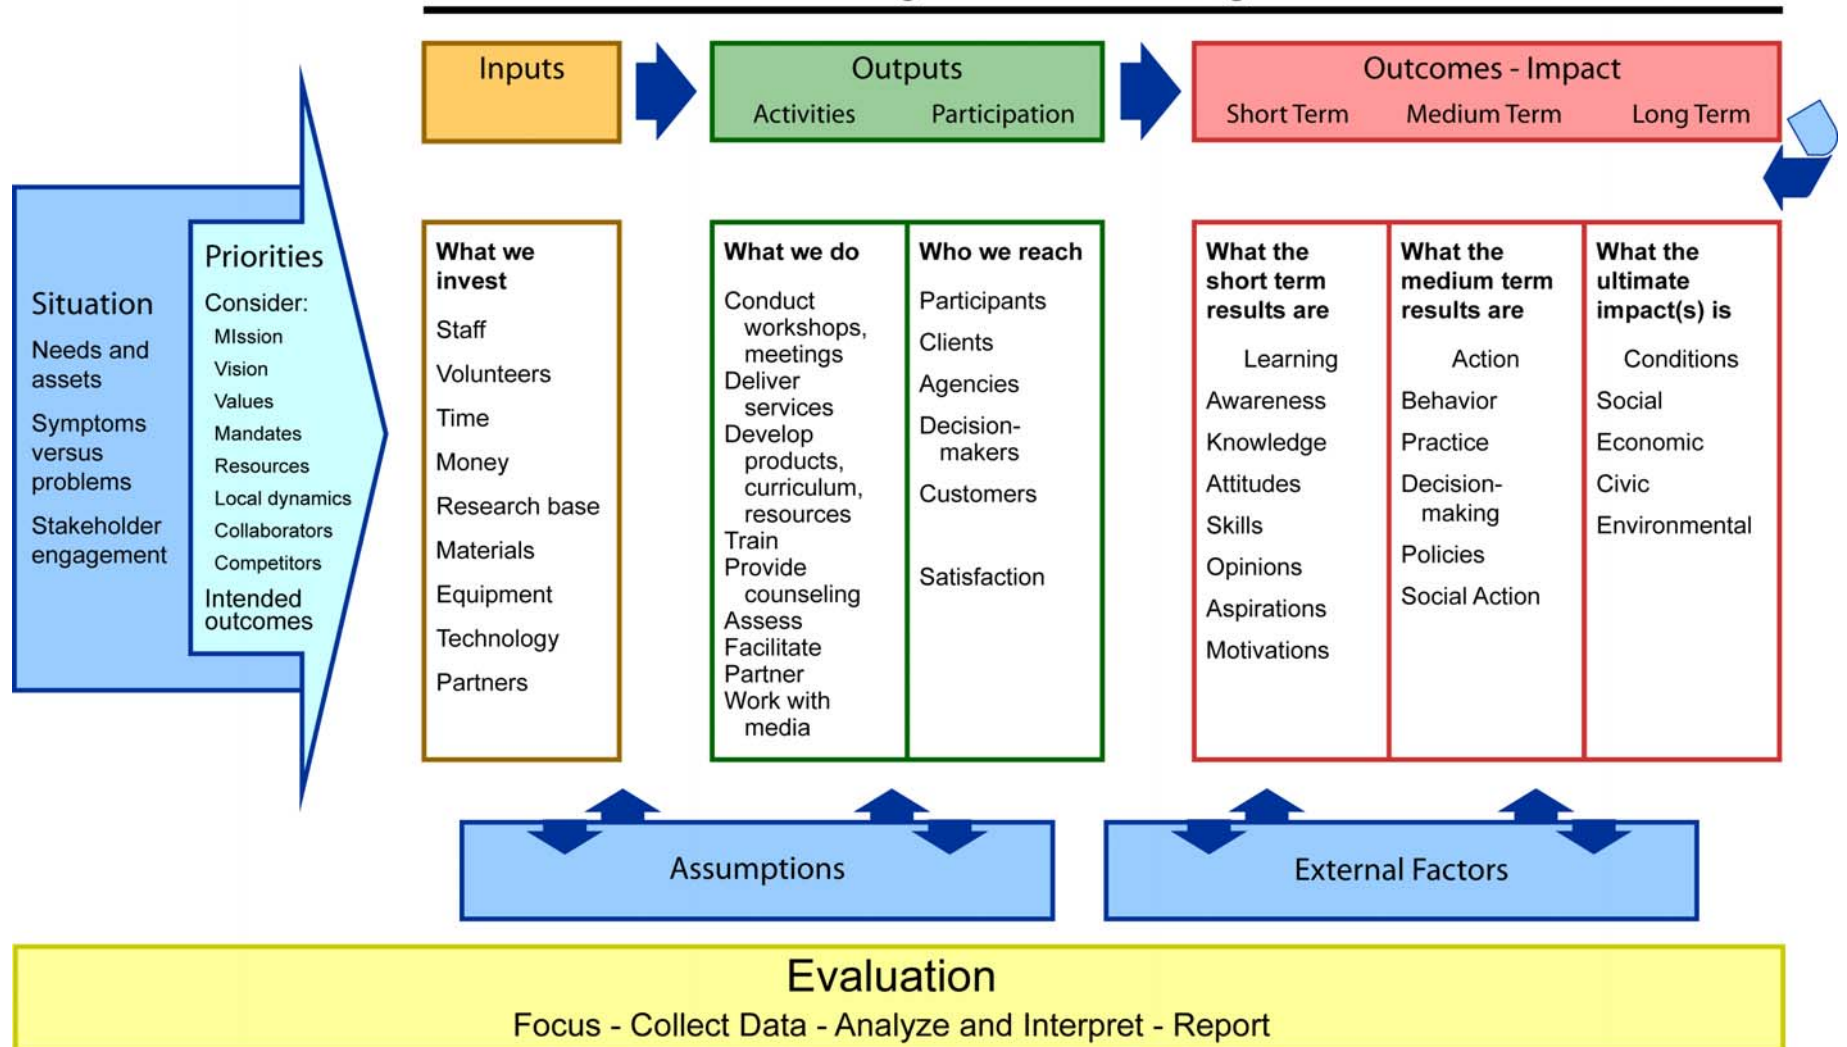 Inputs
Outputs
Activities Participation
Outcomes - Impact
Short Term Medium Term Long Term
Situation
Needs and
assets
Symptoms
versus
problems
Stakeholder
engagement
Priorities
Consider:
MIssion
Vision
Values
Mandates
Resources
Local dynamics
Collaborators
Competitors
Intended
outcomes
What we
invest
Staff
Volunteers
Time
Money
Research base
Materials
Equipment
Technology
Partners
What we do
Conduct
workshops,
meetings
Deliver
services
Develop
products,
curriculum,
resources
Train
Provide
counseling
Assess
Facilitate
Partner
Work with
media
Who we reach
Participants
Clients
Agencies
Decision-
makers
Customers
Satisfaction
What the
short term
results are
Learning
Awareness
Knowledge
Attitudes
Skills
Opinions
Aspirations
Motivations
What the
medium term
results are
Action
Behavior
Practice
Decision-
making
Policies
Social Action
What the
ultimate
impact(s) is
Conditions
Social
Economic
Civic
Environmental
Assumptions
External Factors
Evaluation
Focus - Collect Data - Analyze and Interpret - Report